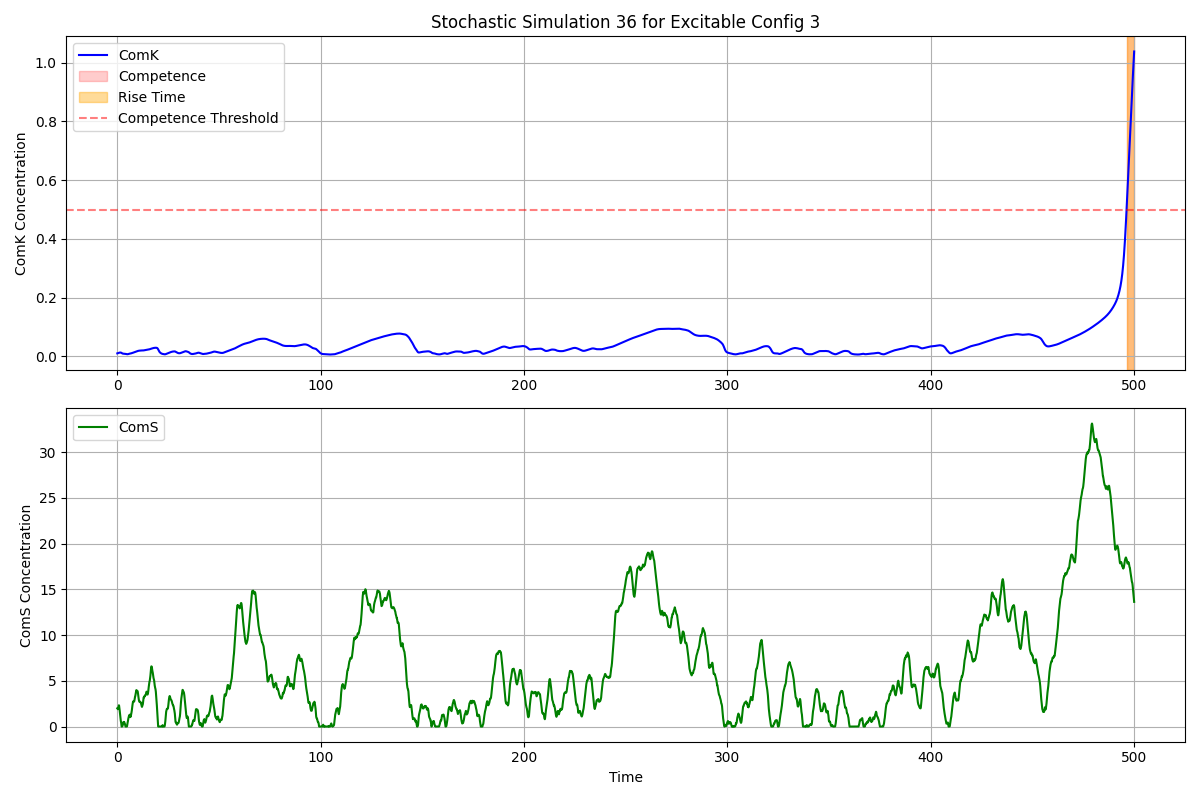 Stochastic Simulation 36 for Excitable Config 3
ComK
Competence
Rise Time
Competence Threshold
ComK Concentration
1.0
0.8
0.6
0.4
0.2
0.0
0 100 200 300 400 500
ComS
ComS Concentration
30
25
20
15
10
5
0
0 100 200 300 400 500
Time